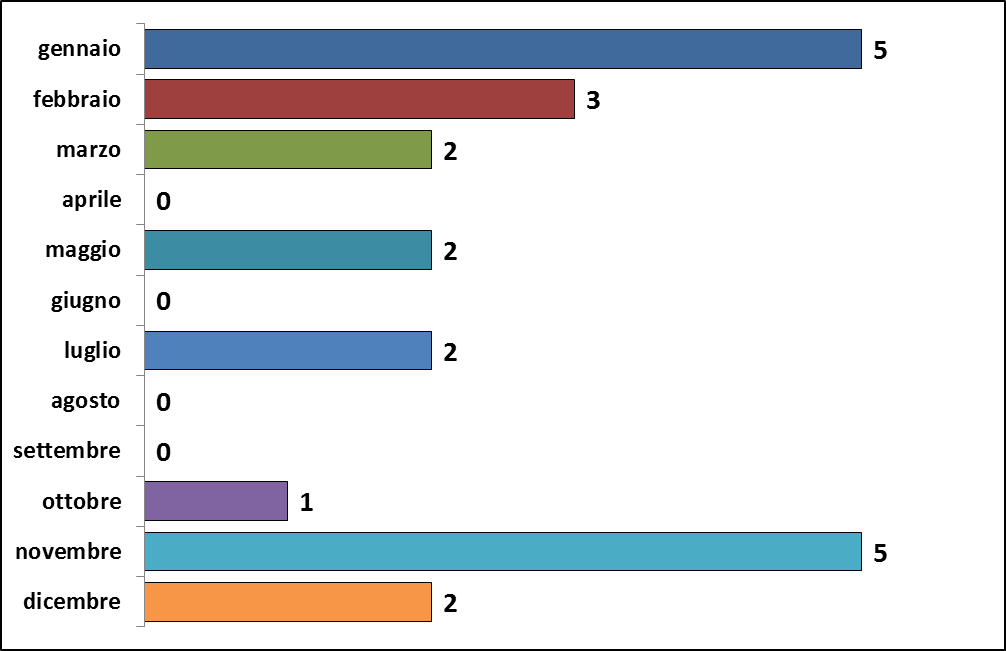 gennaio 5
febbraio 3
marzo 2
aprile 0
maggio 2
giugno 0
luglio 2
agosto 0
settembre 0
ottobre 1
novembre 5
dicembre 2